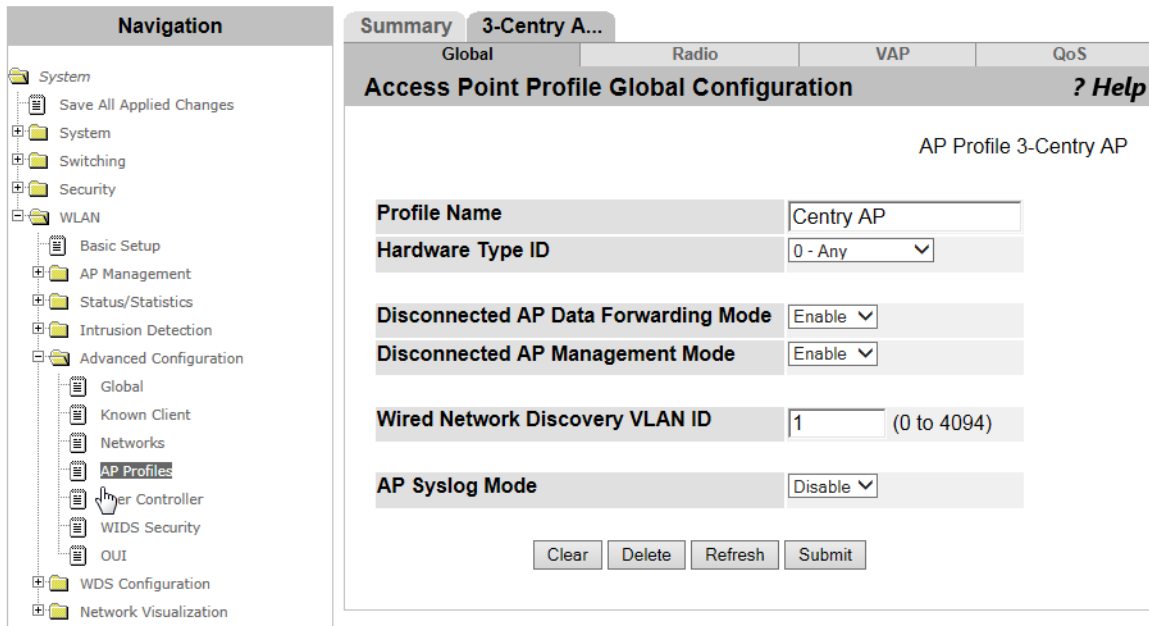 Navigation
System
Save All Applied Changes
System
Switching
Security
WLAN
Basic Setup
AP Management
Status/Statistics
Intrusion Detection
Advanced Configuration
Global
Known Client
Networks
AP Profiles
er Controller
WIDS Security
OUI
WDS Configuration
Network Visualization
Summary 3-Centry A...
Global Radio VAP QoS
Access Point Profile Global Configuration ? Help
AP Profile 3-Centry AP
Profile Name Centry AP
Hardware Type ID 0 - Any
Disconnected AP Data Forwarding Mode Enable
Disconnected AP Management Mode Enable
Wired Network Discovery VLAN ID 1 (0 to 4094)
AP Syslog Mode Disable
Clear Delete Refresh Submit